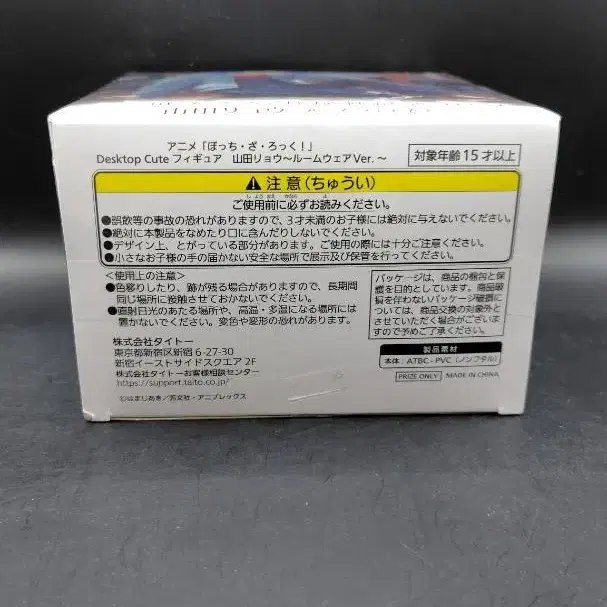 アニメ「ぼっち・ざ・ろっく！」
Desktop Cute フィギュア 山田リョウ～ルームウェアVer.～
対象年齢15才以上
注意(ちゅうい)
ご使用前に必ずお読みください。
●誤飲等の事故の恐れがありますので、3才未満のお子様には絶対に与えないでください。
●絶対に本製品をなめたり口に含んだりしないでください。
●デザイン上、とがっている部分があります。ご使用の際には十分ご注意ください。
●小さなお子様の手の届かない安全な場所で展示及び保管を行ってください。
<使用上の注意>
●色移りしたり、跡が残る場合がありますので、長期間
同じ場所に接触させておかないでください。
●直射日光のあたる場所や、高温・多湿になる場所には
置かないでください。変色や変形の恐れがあります。
パッケージは、商品の梱包と保
護を目的としています。商品破
損を伴わないパッケージ破損に
ついては、商品交換の対象外と
させていただく場合がございま
すので予めご了承ください。
株式会社タイトー
東京都新宿区新宿 6-27-30
新宿イーストサイドスクエア 2F
株式会社タイトーお客様相談センター
https://support.taito.co.jp/
製品素材
本体：ATBC-PVC（ノンフタル）
PRIZE ONLY MADE IN CHINA
©はまじあき／芳文社・アニプレックス